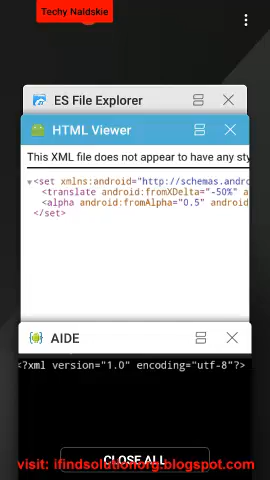 Techy Naldskie
ES File Explorer
HTML Viewer
This XML file does not appear to have any sty
<set xmlns:android="http://schemas.andro
<translate android:fromXDelta="-50%" a
<alpha android:fromAlpha="0.5" android
</set>
AIDE
<?xml version="1.0" encoding="utf-8"?>
CLOSE ALL
visit: ifindsolutionorg.blogspot.com